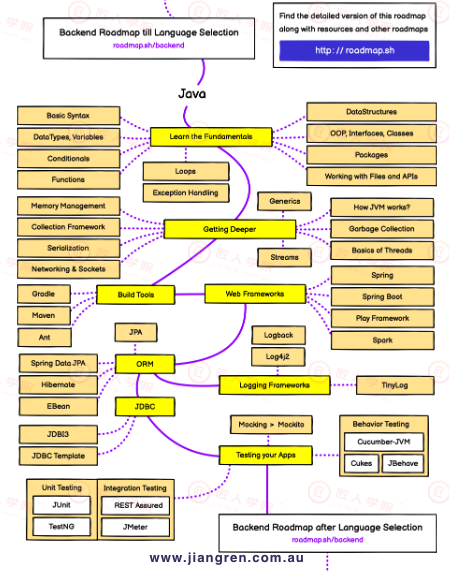 Backend Roadmap till Language Selection
roadmap.sh/backend
Find the detailed version of this roadmap
along with resources and other roadmaps
http://roadmap.sh
Java
Basic Syntax
DataTypes, Variables
Conditionals
Functions
Learn the Fundamentals
Loops
Exception Handling
DataStructures
OOP, Interfaces, Classes
Packages
Working with Files and APIs
Memory Management
Collection Framework
Serialization
Networking & Sockets
Getting Deeper
Generics
Streams
How JVM works?
Garbage Collection
Basics of Threads
Gradle
Maven
Ant
Build Tools
Web Frameworks
Spring
Spring Boot
Play Framework
Spark
JPA
Spring Data JPA
Hibernate
EBean
ORM
Logback
Log4j2
Logging Frameworks
TinyLog
JDBC
JDBI3
JDBC Template
Mocking > Mockito
Testing your Apps
Behavior Testing
Cucumber-JVM
Cukes
JBehave
Unit Testing
JUnit
TestNG
Integration Testing
REST Assured
JMeter
Backend Roadmap after Language Selection
roadmap.sh/backend
www.jiangren.com.au
匠人学院